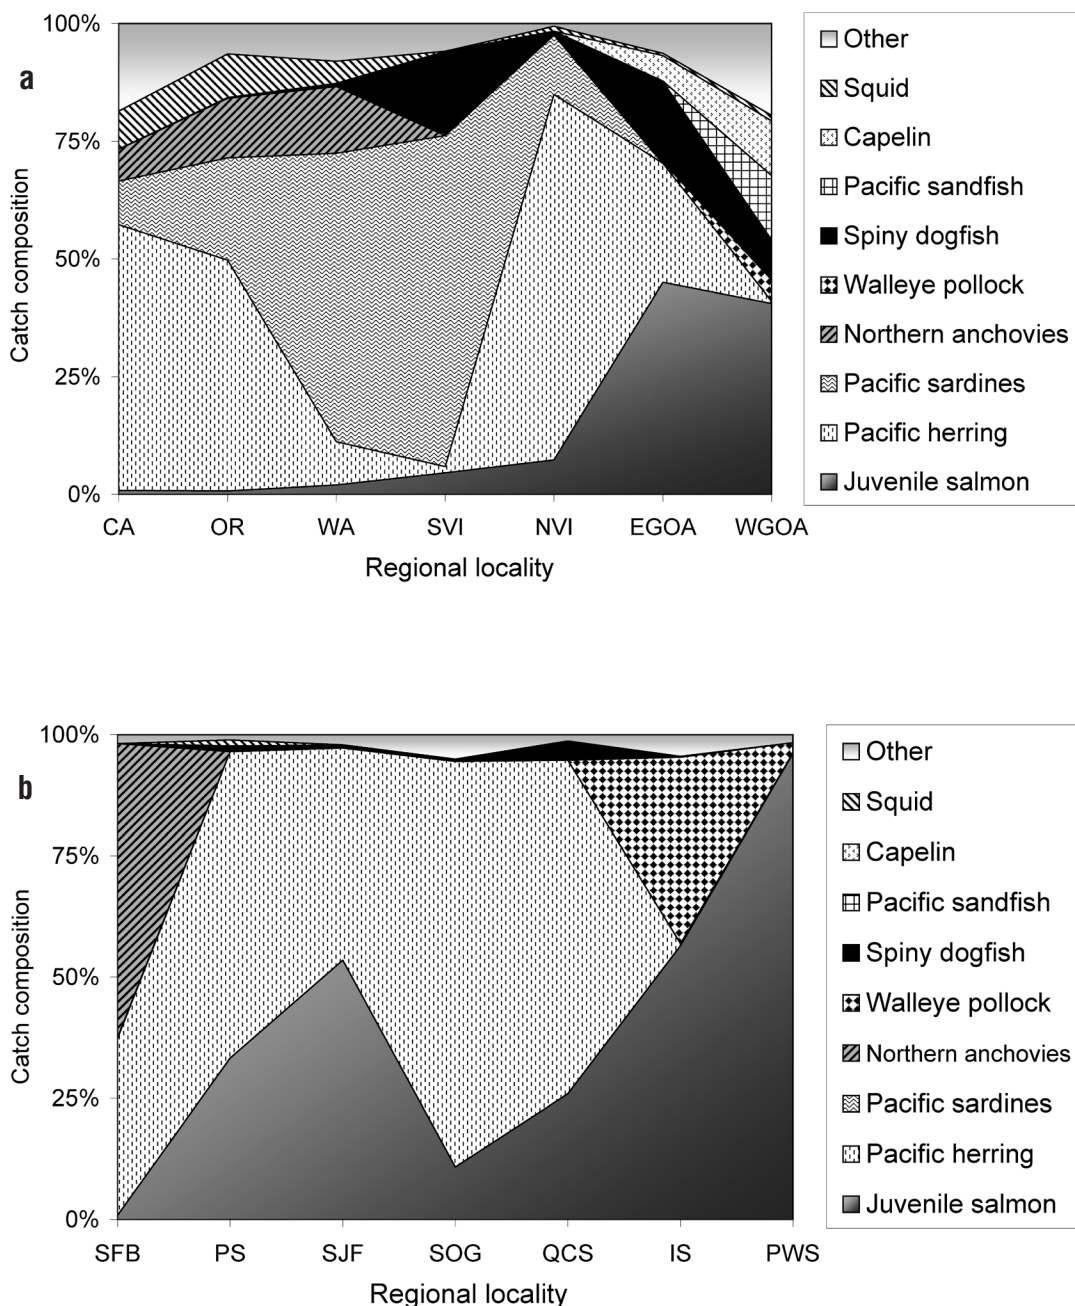 a
100%
75%
50%
25%
0%
Catch composition
CA
OR
WA
SVI
NVI
EGOA
WGOA
Regional locality
Other
Squid
Capelin
Pacific sandfish
Spiny dogfish
Walleye pollock
Northern anchovies
Pacific sardines
Pacific herring
Juvenile salmon
b
100%
75%
50%
25%
0%
Catch composition
SFB
PS
SJF
SOG
QCS
IS
PWS
Regional locality
Other
Squid
Capelin
Pacific sandfish
Spiny dogfish
Walleye pollock
Northern anchovies
Pacific sardines
Pacific herring
Juvenile salmon